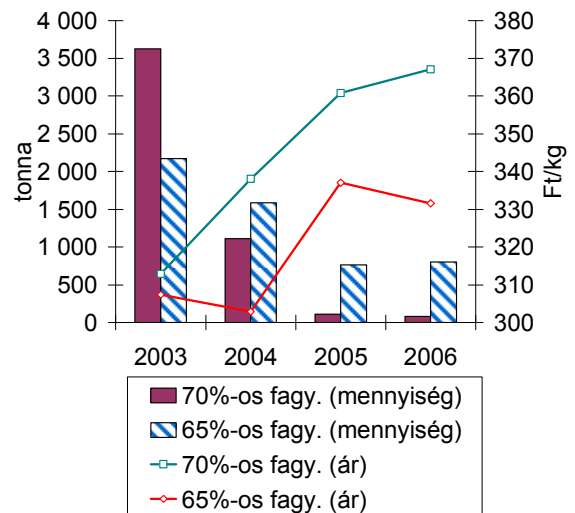 4 000
3 500
3 000
2 500
2 000
1 500
1 000
500
0
tonna
380
370
360
350
340
330
320
310
300
Ft/kg
2003 2004 2005 2006
70%-os fagy. (mennyiség)
65%-os fagy. (mennyiség)
70%-os fagy. (ár)
65%-os fagy. (ár)